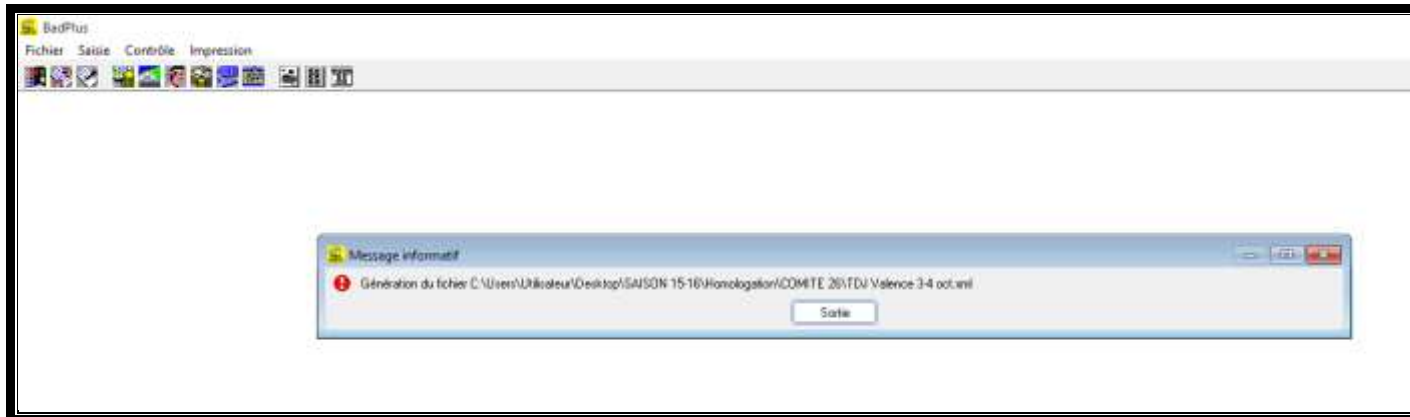 BadPlus
Fichier Saisie Contrôle Impression
Message informatif
Génération du fichier C:\Users\Utilisateur\Desktop\SAISON 15-16\Homologation\COMITE 26\TDJ Valence 3-4 oct.xml
Sortie